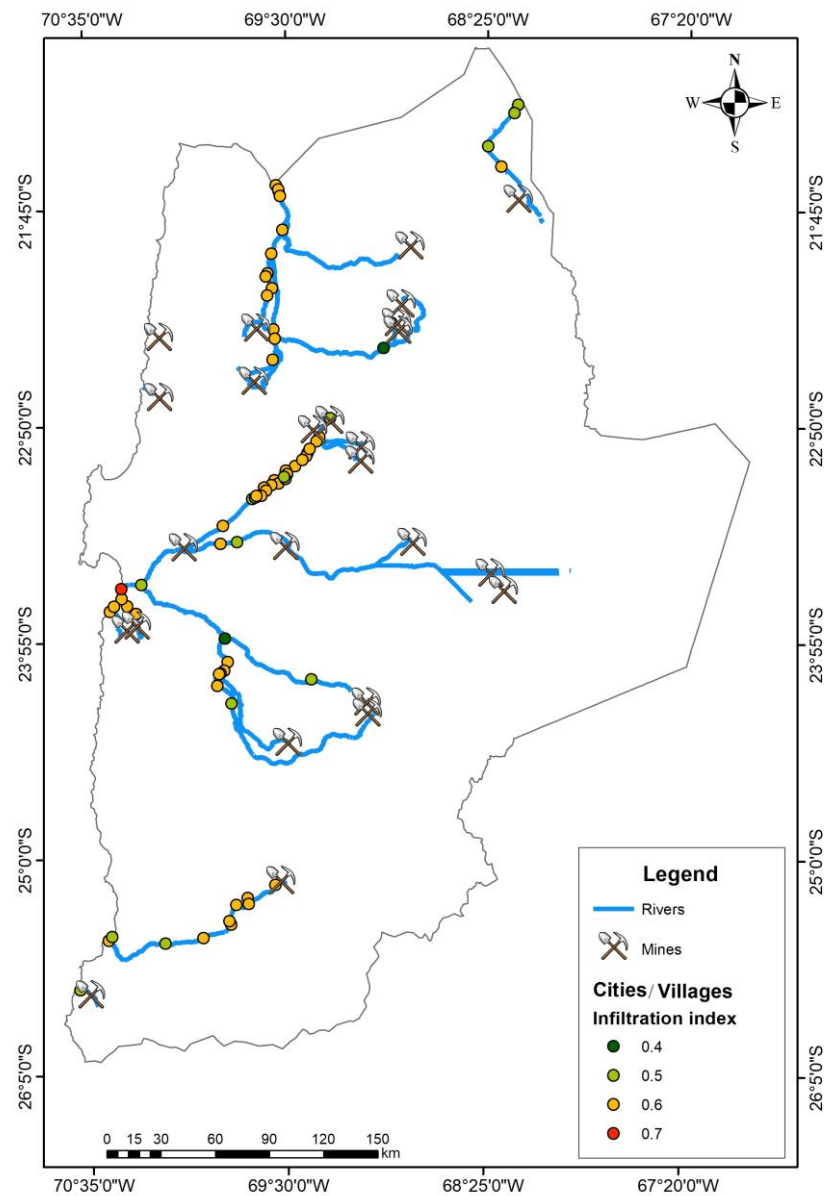 70°35'0"W 69°30'0"W 68°25'0"W 67°20'0"W
N
W E
S
21°45'0"S 21°45'0"S
22°50'0"S 22°50'0"S
23°55'0"S 23°55'0"S
25°0'0"S 25°0'0"S
26°5'0"S 26°5'0"S
Legend
Rivers
Mines
Cities/Villages
Infiltration index
0.4
0.5
0.6
0.7
0 15 30 60 90 120 150
km
70°35'0"W 69°30'0"W 68°25'0"W 67°20'0"W